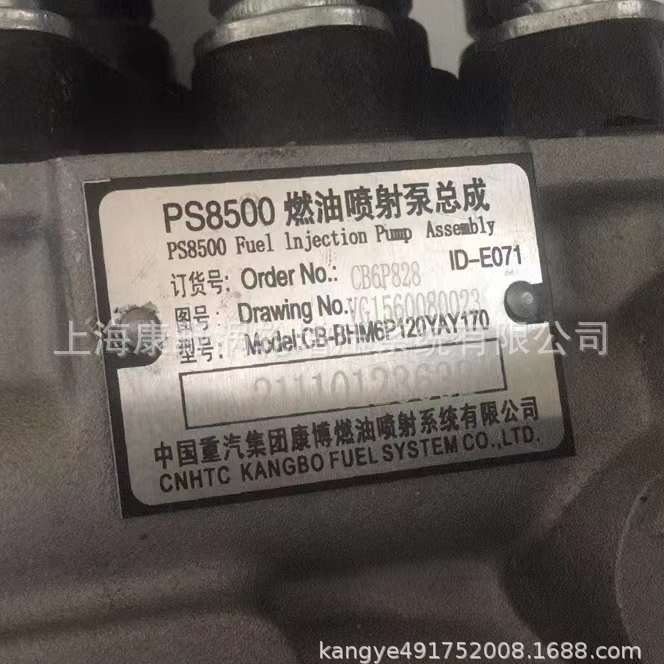 PS8500 燃油喷射泵总成
PS8500 Fuel Injection Pump Assembly
订货号: Order No.: CB6P828 ID-E071
图号: Drawing No. VG1560080023
型号: Model: CB-BHM6P120YAY170
中国重汽集团康博燃油喷射系统有限公司
CNHTC KANGBO FUEL SYSTEM CO.,LTD.
kangye491752008.1688.com